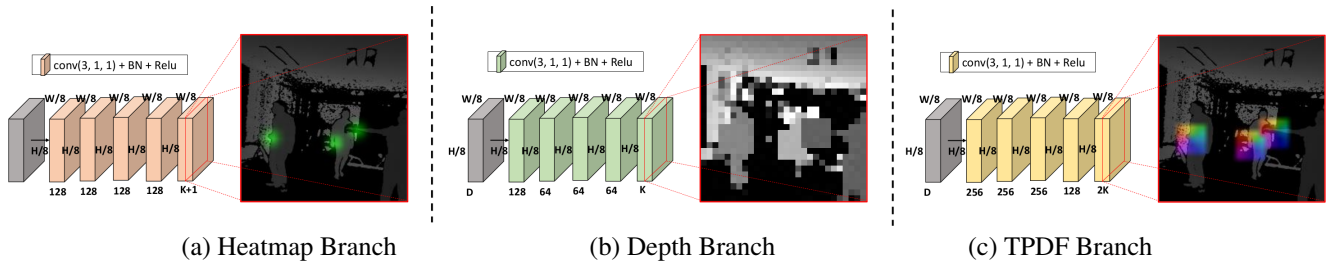 conv(3, 1, 1) + BN + Relu
W/8 W/8 W/8 W/8 W/8
H/8 H/8 H/8 H/8 H/8
128 128 128 128 K+1
(a) Heatmap Branch
conv(3, 1, 1) + BN + Relu
W/8 W/8 W/8 W/8 W/8 W/8
H/8 H/8 H/8 H/8 H/8 H/8
D 128 64 64 64 K
(b) Depth Branch
conv(3, 1, 1) + BN + Relu
W/8 W/8 W/8 W/8 W/8 W/8
H/8 H/8 H/8 H/8 H/8 H/8
D 256 256 256 128 2K
(c) TPDF Branch